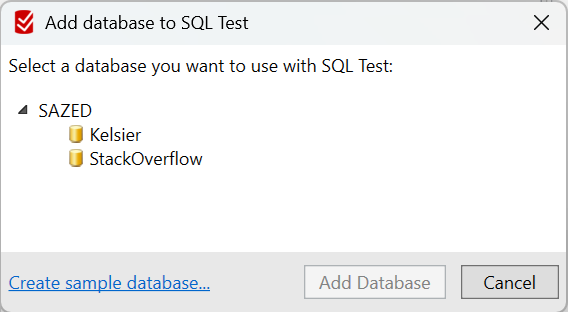 Add database to SQL Test
Select a database you want to use with SQL Test:
SAZED
Kelsier
StackOverflow
Create sample database...
Add Database
Cancel